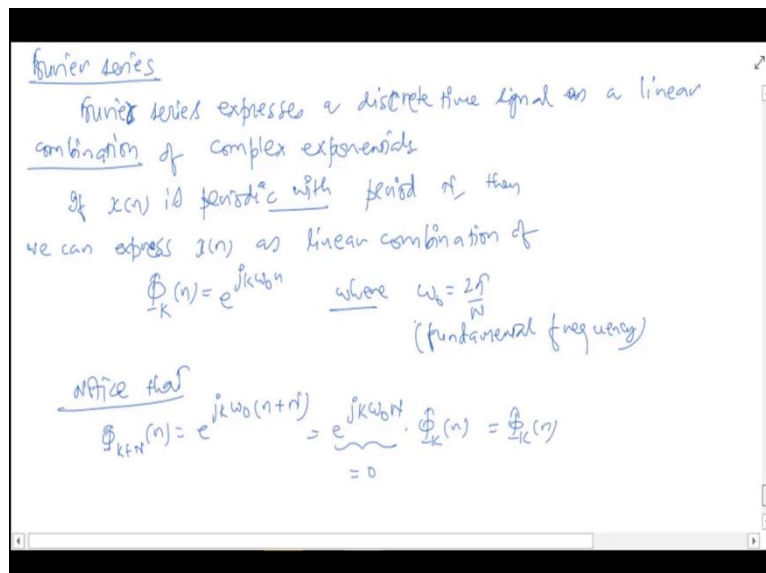 Fourier series
Fourier series expresses a discrete time signal as a linear
combination of complex exponentials
If x(n) is periodic with period N, then
we can express x(n) as linear combination of
Φ_K(n) = e^{jkω₀n} where ω₀ = 2π/N
(fundamental frequency)
Notice that
Φ_{K+N}(n) = e^{jkω₀(n+N)} = e^{jkω₀N} · Φ_K(n) = Φ_K(n)
= 0